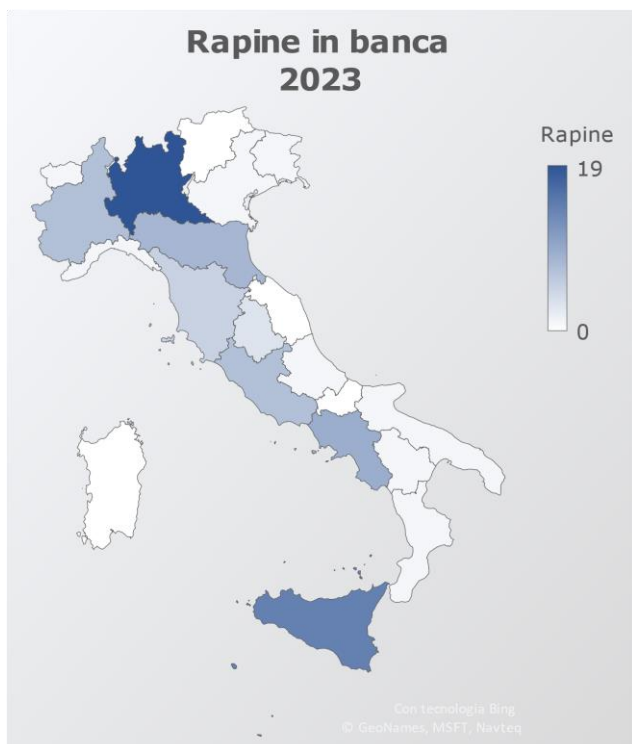 Rapine in banca
2023
Rapine
19
0
Con tecnologia Bing
© GeoNames, MSFT, Navteq